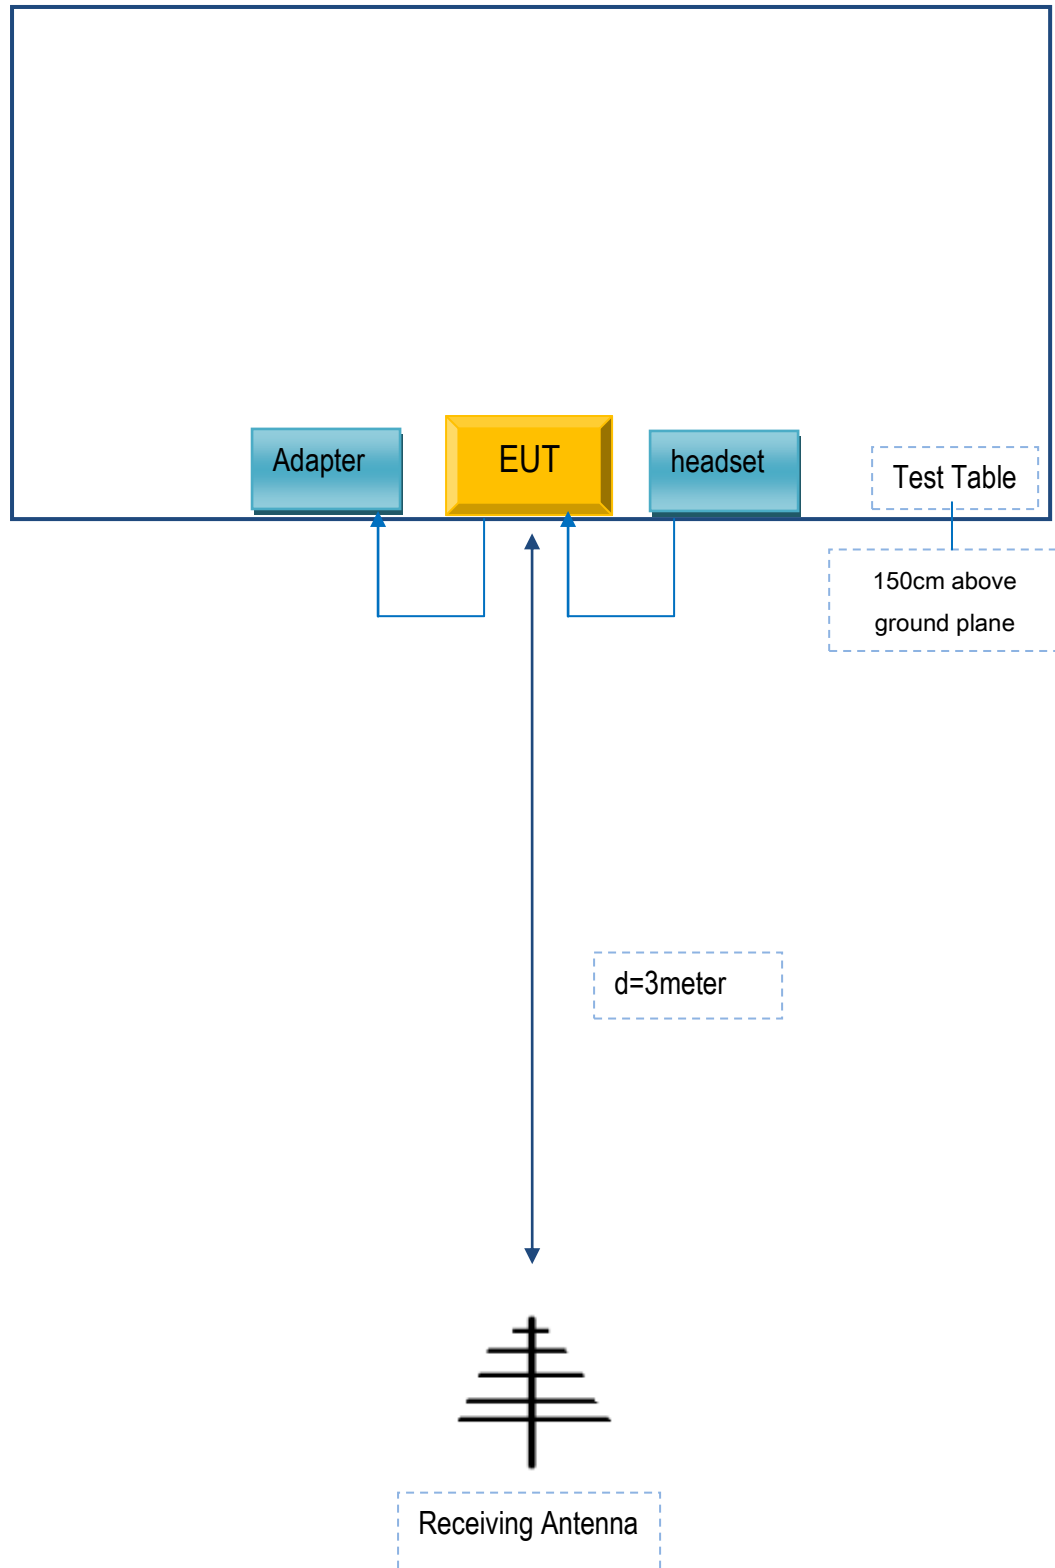 Adapter
EUT
headset
Test Table
150cm above
ground plane
d=3meter
Receiving Antenna